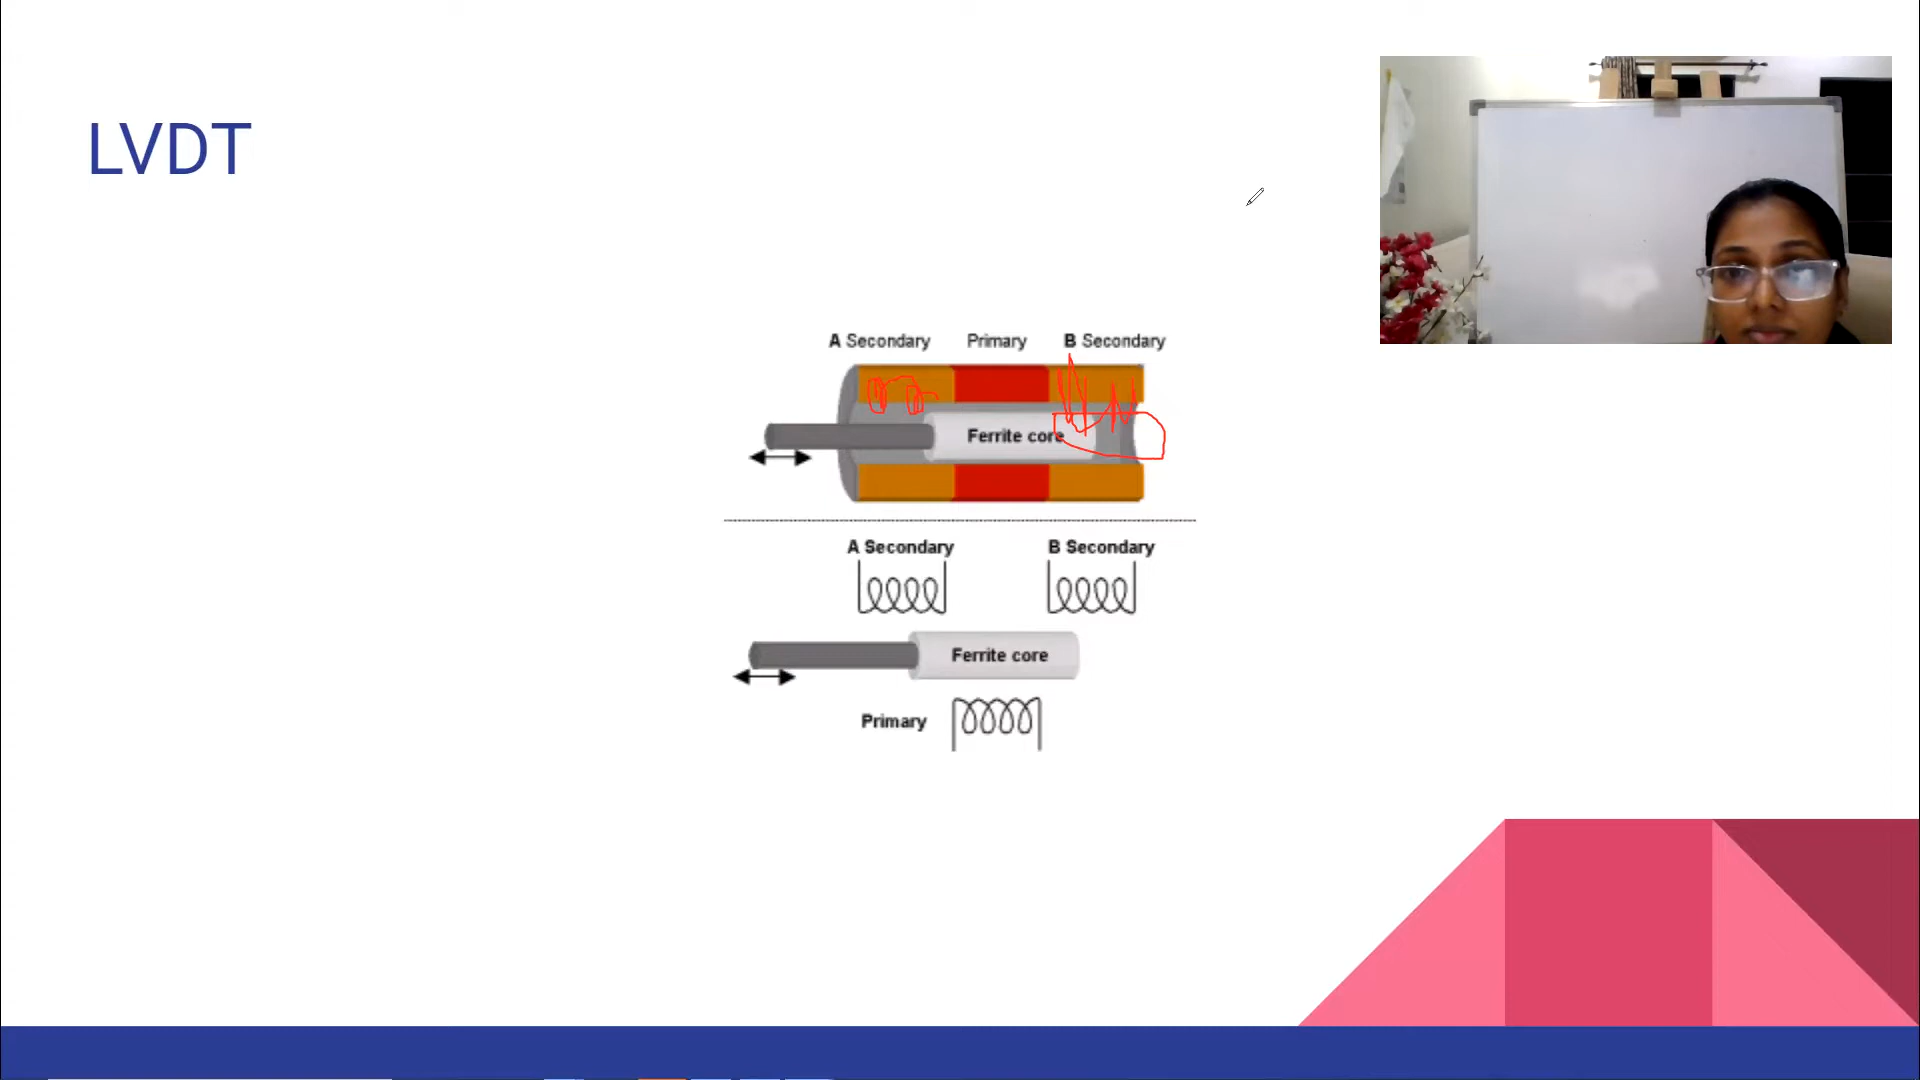 LVDT
A Secondary Primary B Secondary
Ferrite core
A Secondary B Secondary
Ferrite core
Primary